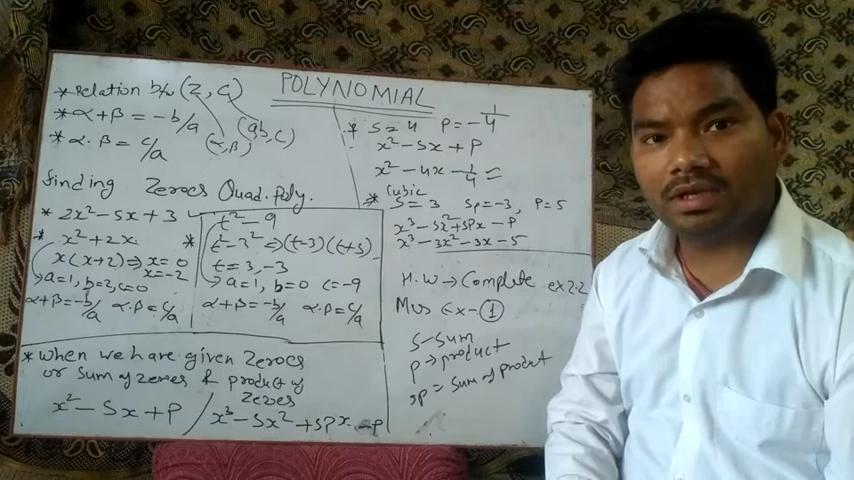 POLYNOMIAL
* Relation b/w (Z, C)
* α + β = -b/a
(α, β) (a,b, c)
* α . β = c/a
finding Zeroes Quad. Poly.
* 2x² - 5x + 3
* x² + 2x
x(x+2) ⇒ x = 0
x = -2
→ a=1, b=2, c=0
α+β = -b/a α.β = c/a
* t² - 9
t² - 3² ⇒ (t-3)(t+3)
t = 3, -3
→ a=1, b=0 c=-9
α+β = -b/a α.β = c/a
* When we have given Zeroes
or sum of zeroes & product of
Zeroes
x² - Sx + P / x³ - Sx² + SPx - P
* S = 4 P = -1/4
x² - Sx + P
x² - 4x - 1/4 =
* Cubic
S = 3 SP = -3, P = 5
x³ - Sx² + SPx - P
x³ - 3x² - 3x - 5
H.W → Complete ex 2.2
Mus Ex - (1)
S - Sum
P → product
SP = Sum of product